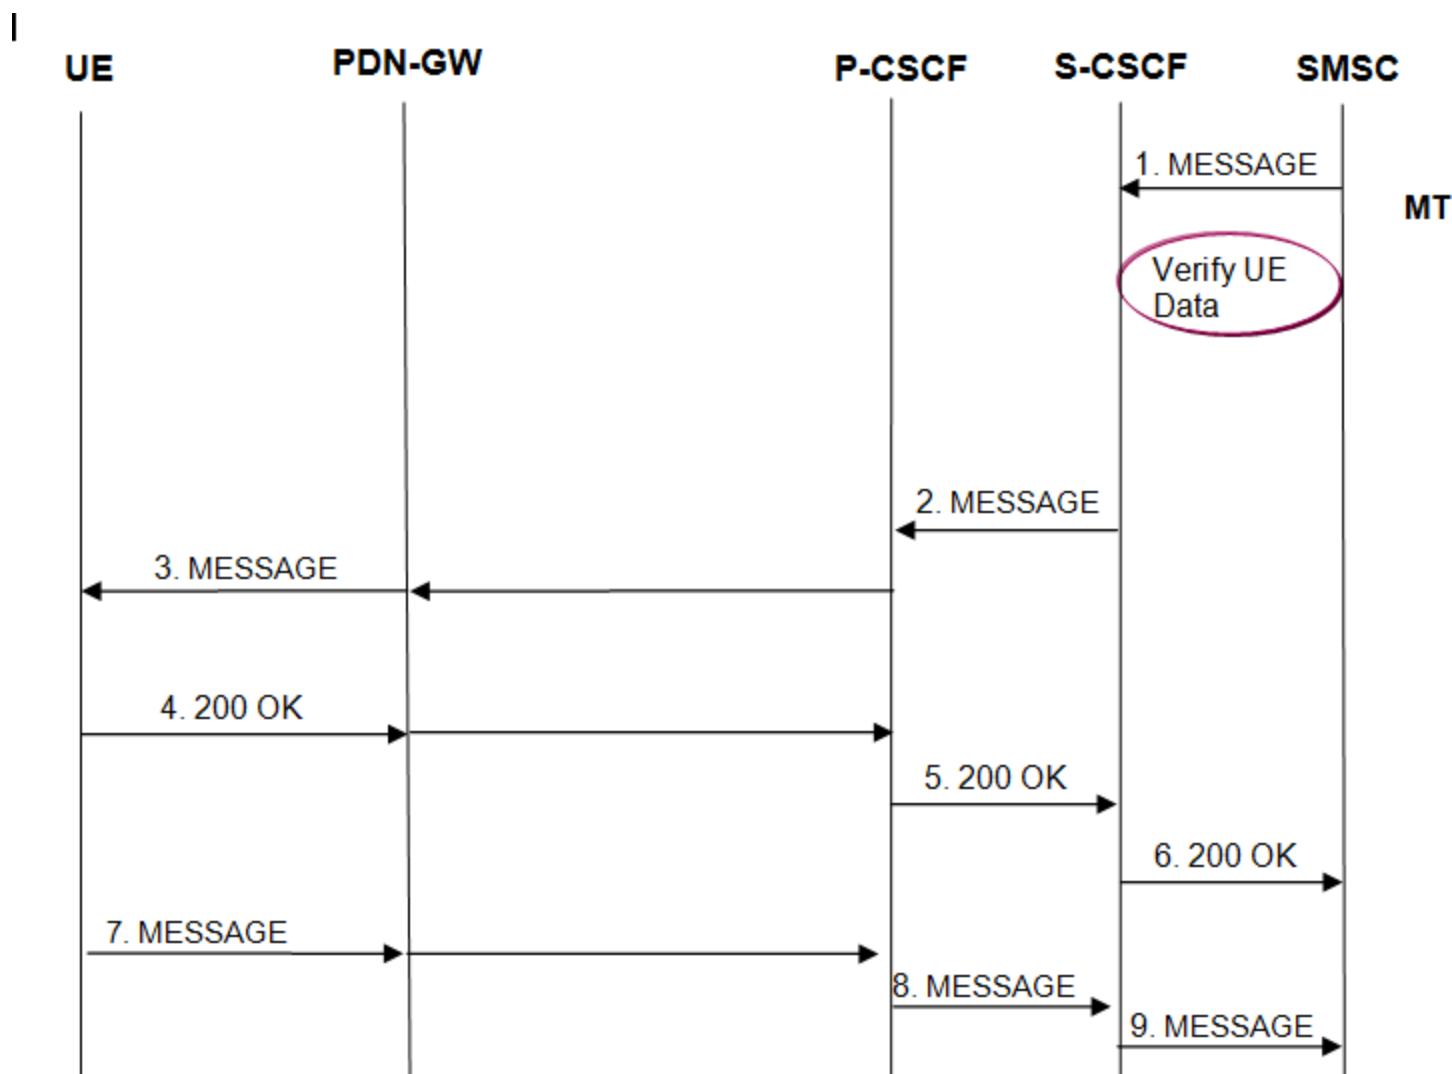 UE
PDN-GW
P-CSCF
S-CSCF
SMSC
1. MESSAGE
MT
Verify UE
Data
2. MESSAGE
3. MESSAGE
4. 200 OK
5. 200 OK
6. 200 OK
7. MESSAGE
8. MESSAGE
9. MESSAGE